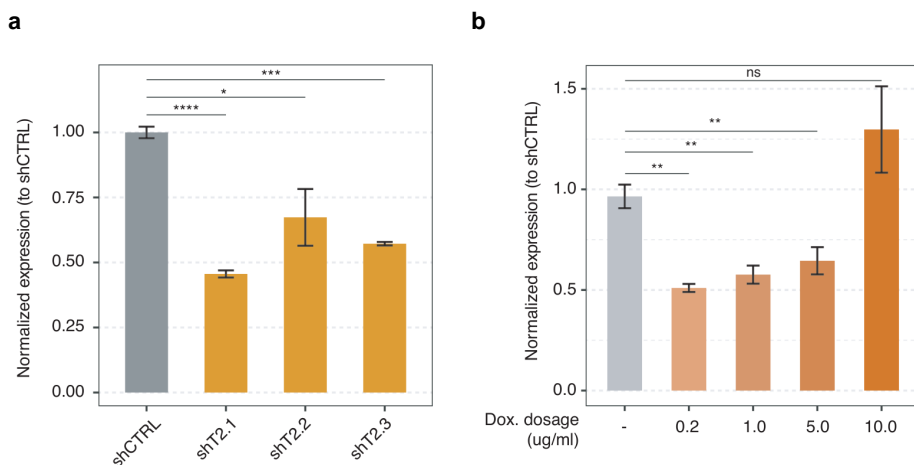 a
b
Normalized expression (to shCTRL)
1.00
0.75
0.50
0.25
0.00
***
*
****
shCTRL
shT2.1
shT2.2
shT2.3
Normalized expression (to shCTRL)
1.5
1.0
0.5
0.0
ns
**
**
**
Dox. dosage
(ug/ml)
- 0.2 1.0 5.0 10.0